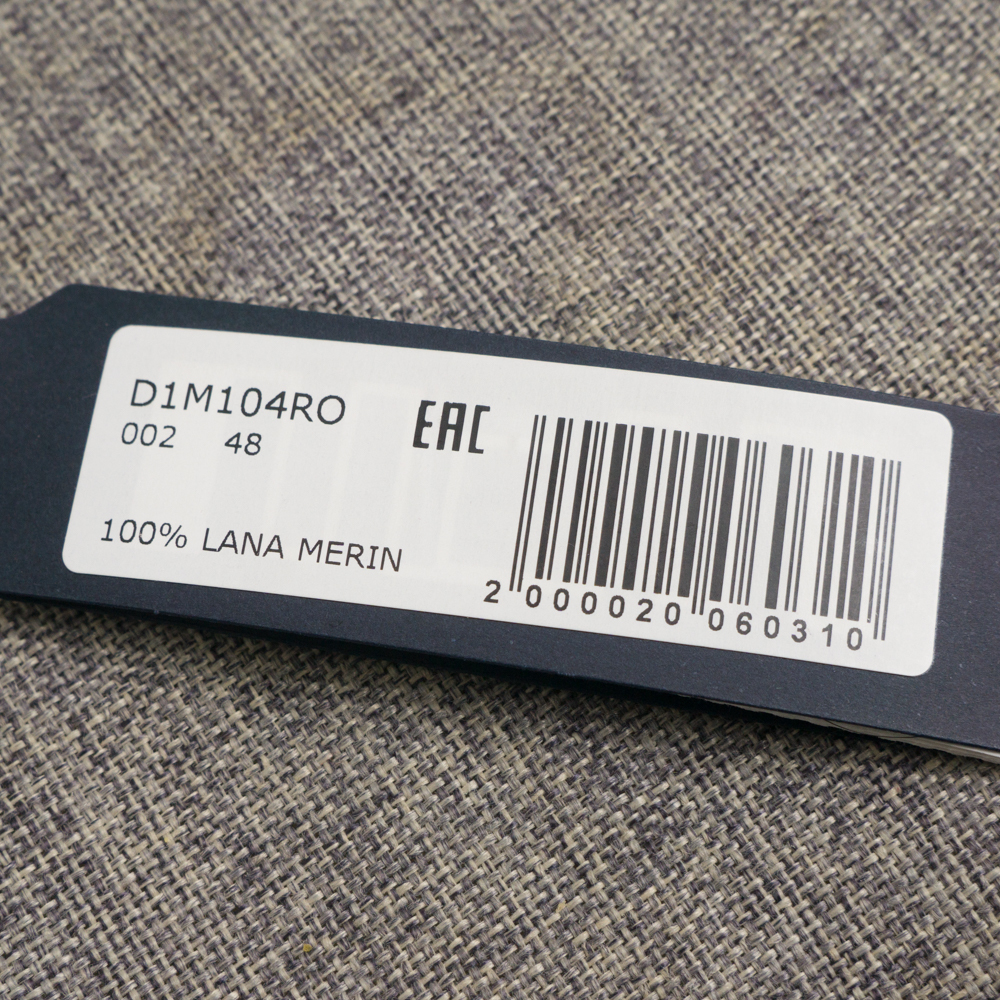 D1M104RO
002 48
EAC
100% LANA MERIN
2 000020 060310